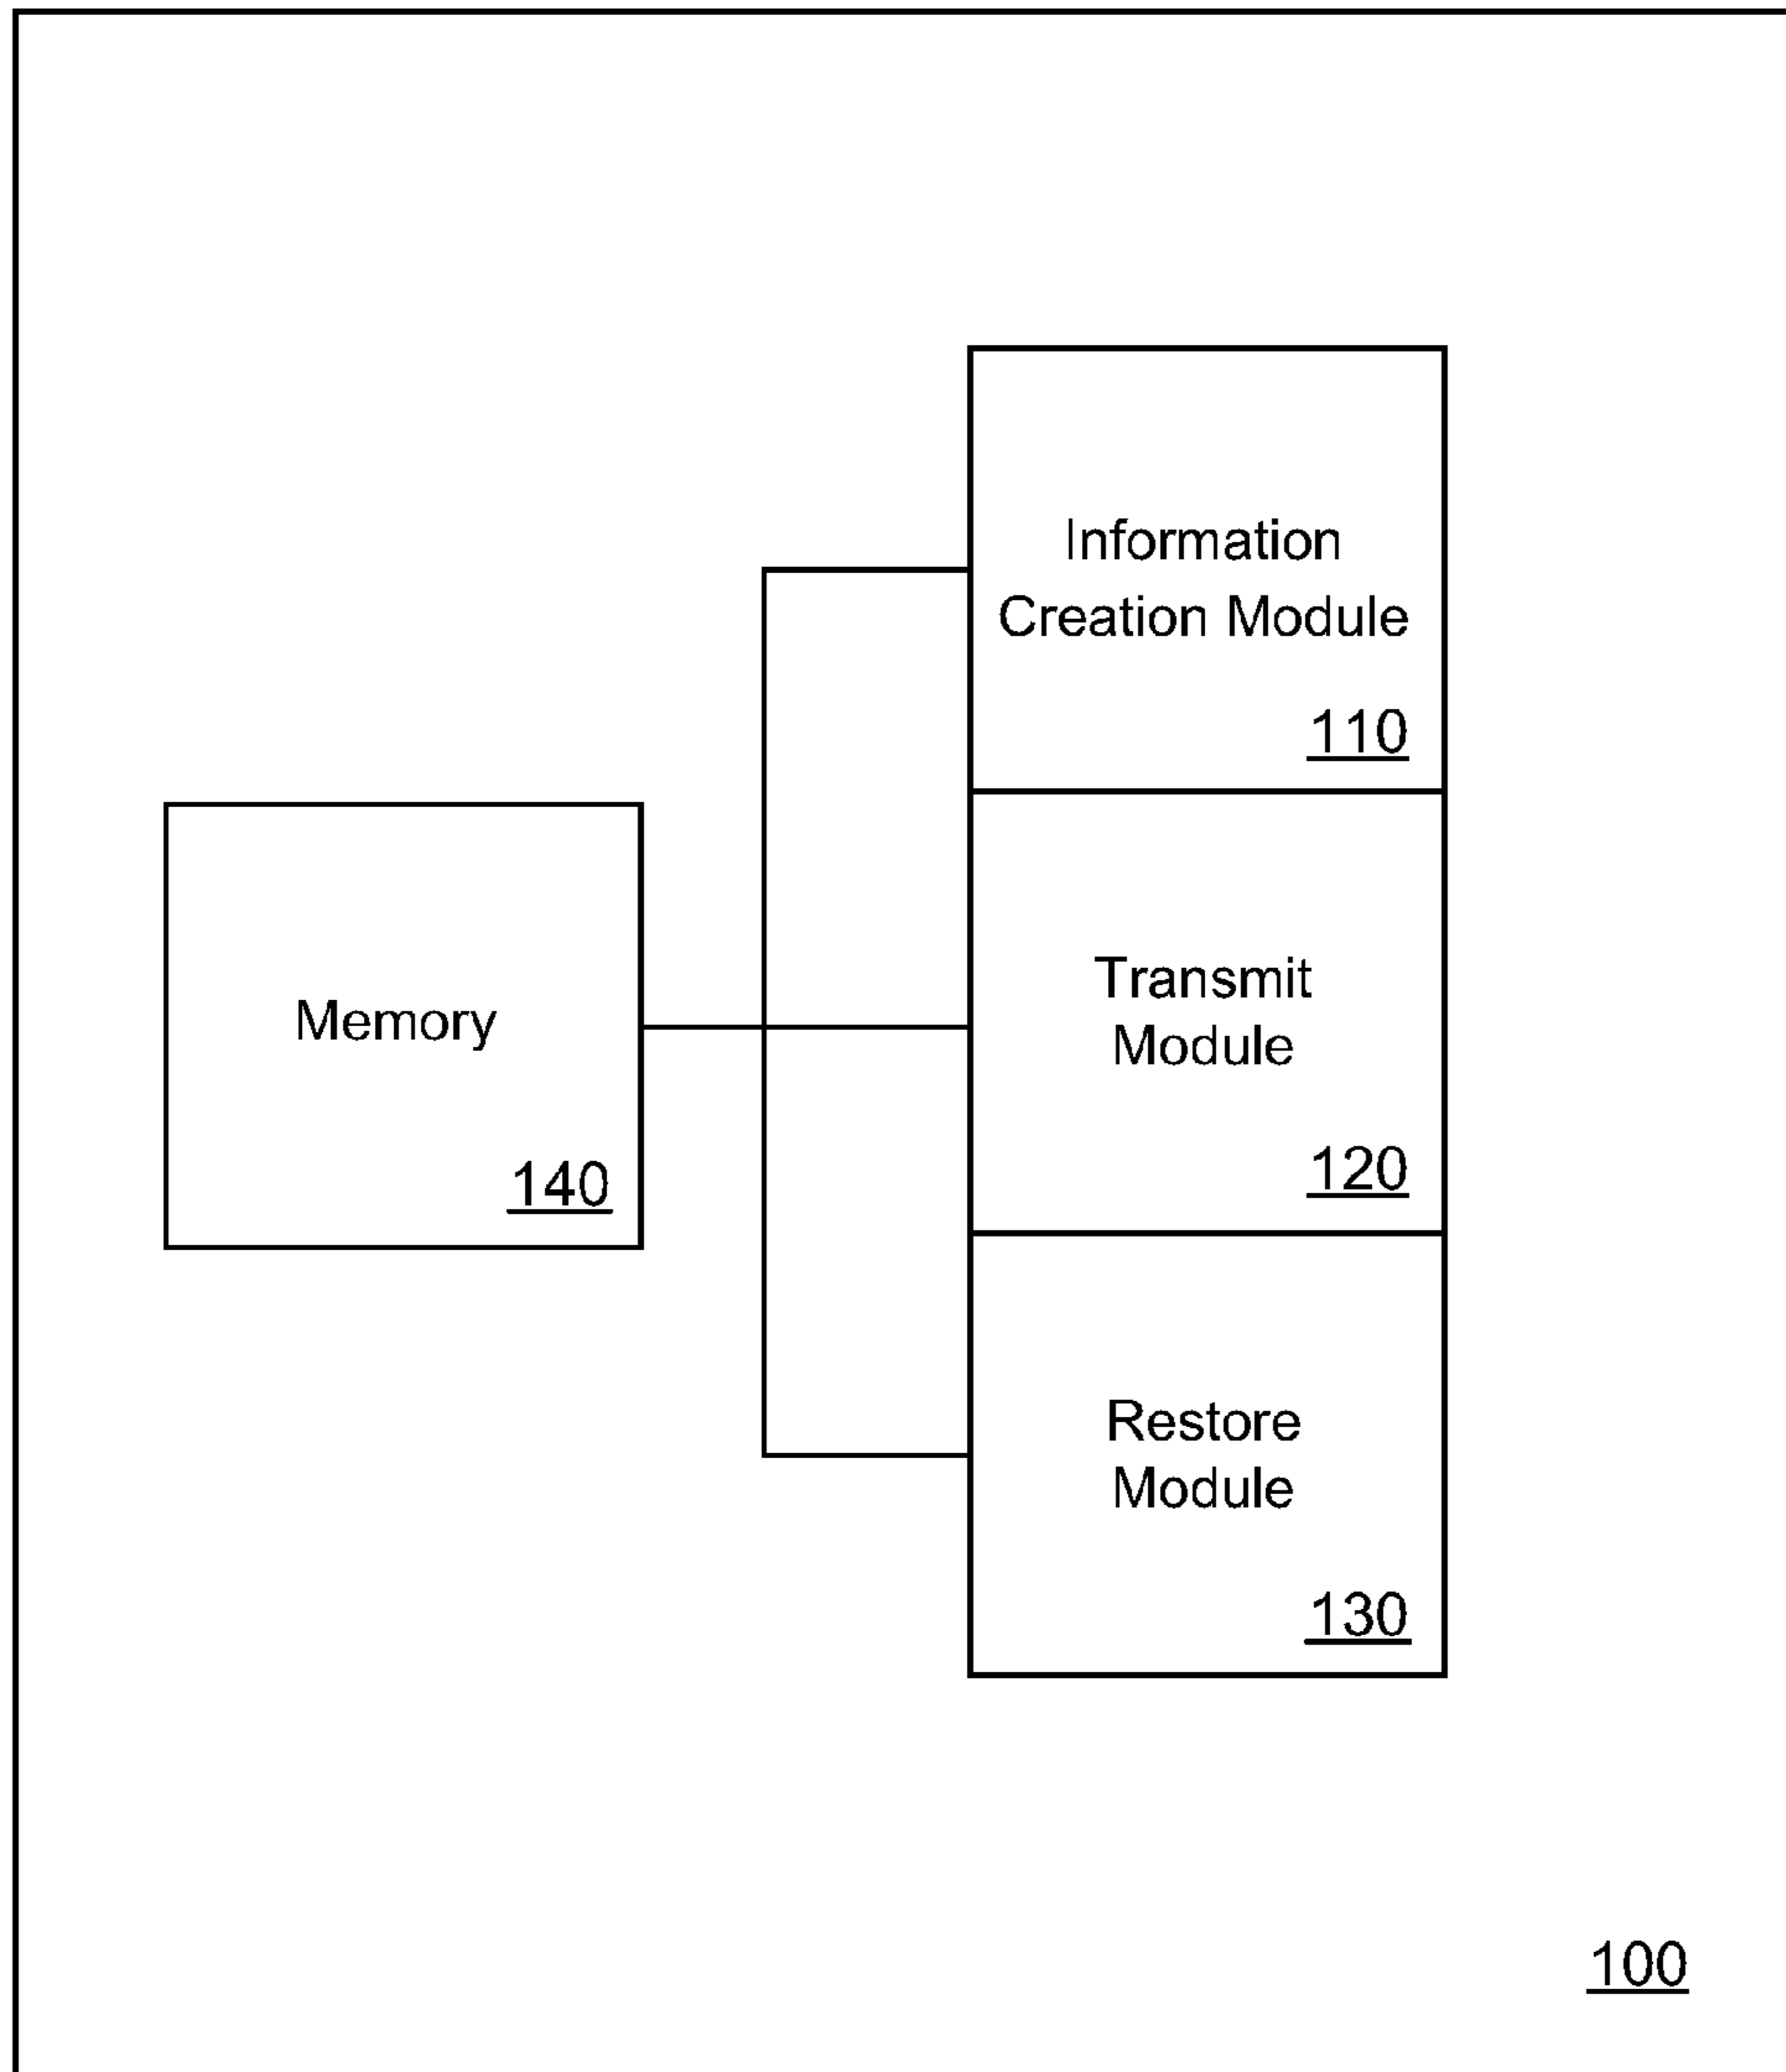 Information
Creation Module
110
Memory
140
Transmit
Module
120
Restore
Module
130
100